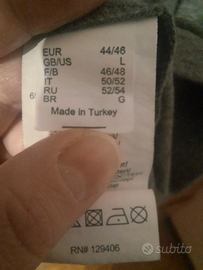 EUR 44/46
GB/US L
F/B 46/48
IT 50/52
RU 52/54
BR G
Made in Turkey
RN# 129406
subito